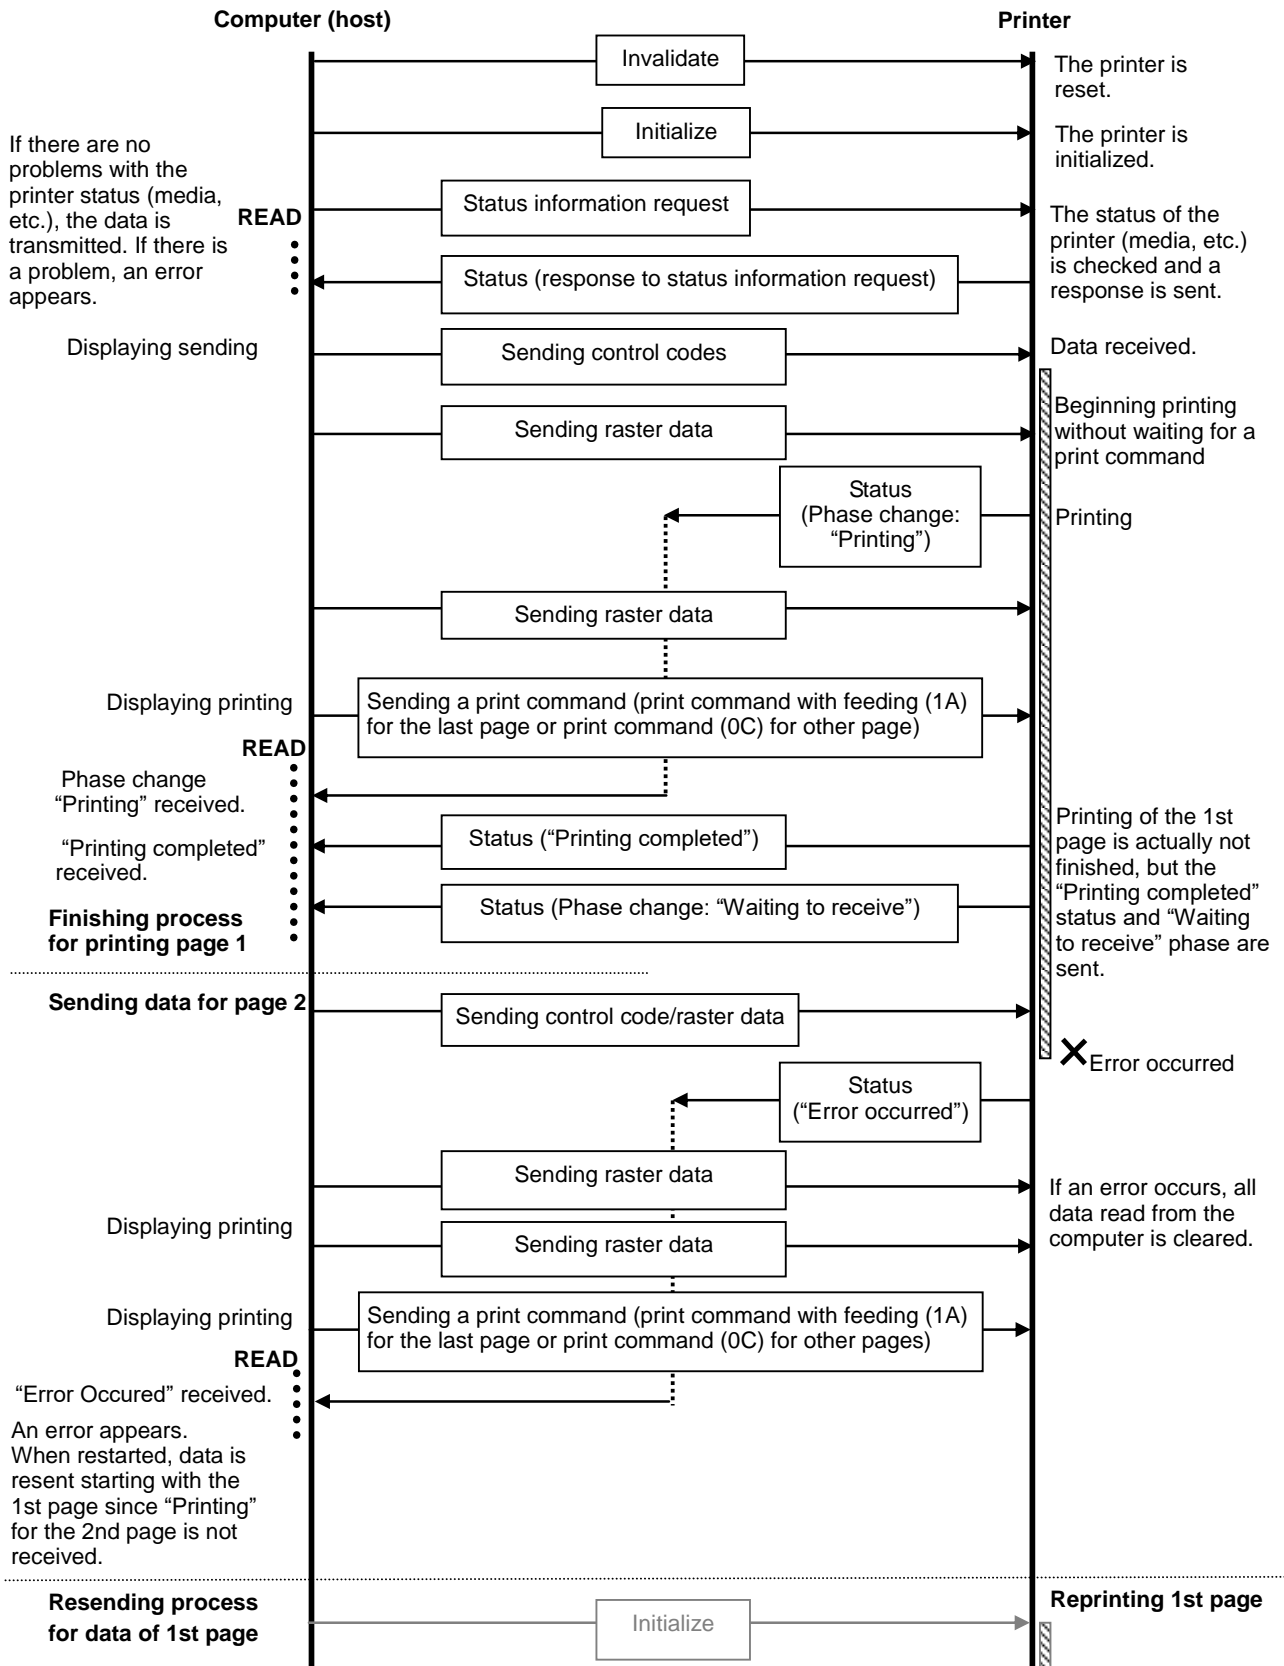 Computer (host)
Printer
Invalidate
The printer is
reset.
Initialize
The printer is
initialized.
If there are no
problems with the
printer status (media,
etc.), the data is
transmitted. If there is
a problem, an error
appears.
READ
Status information request
The status of the
printer (media, etc.)
is checked and a
response is sent.
Status (response to status information request)
Displaying sending
Sending control codes
Data received.
Sending raster data
Beginning printing
without waiting for a
print command
Status
(Phase change:
“Printing”)
Printing
Sending raster data
Displaying printing
Sending a print command (print command with feeding (1A)
for the last page or print command (0C) for other page)
READ
Phase change
“Printing” received.
“Printing completed”
received.
Status (“Printing completed”)
Printing of the 1st
page is actually not
finished, but the
“Printing completed”
status and “Waiting
to receive” phase are
sent.
Status (Phase change: “Waiting to receive”)
Finishing process
for printing page 1
Sending data for page 2
Sending control code/raster data
Error occurred
Status
(“Error occurred”)
Sending raster data
If an error occurs, all
data read from the
computer is cleared.
Displaying printing
Sending raster data
Displaying printing
Sending a print command (print command with feeding (1A)
for the last page or print command (0C) for other pages)
READ
“Error Occured” received.
An error appears.
When restarted, data is
resent starting with the
1st page since “Printing”
for the 2nd page is not
received.
Resending process
for data of 1st page
Initialize
Reprinting 1st page